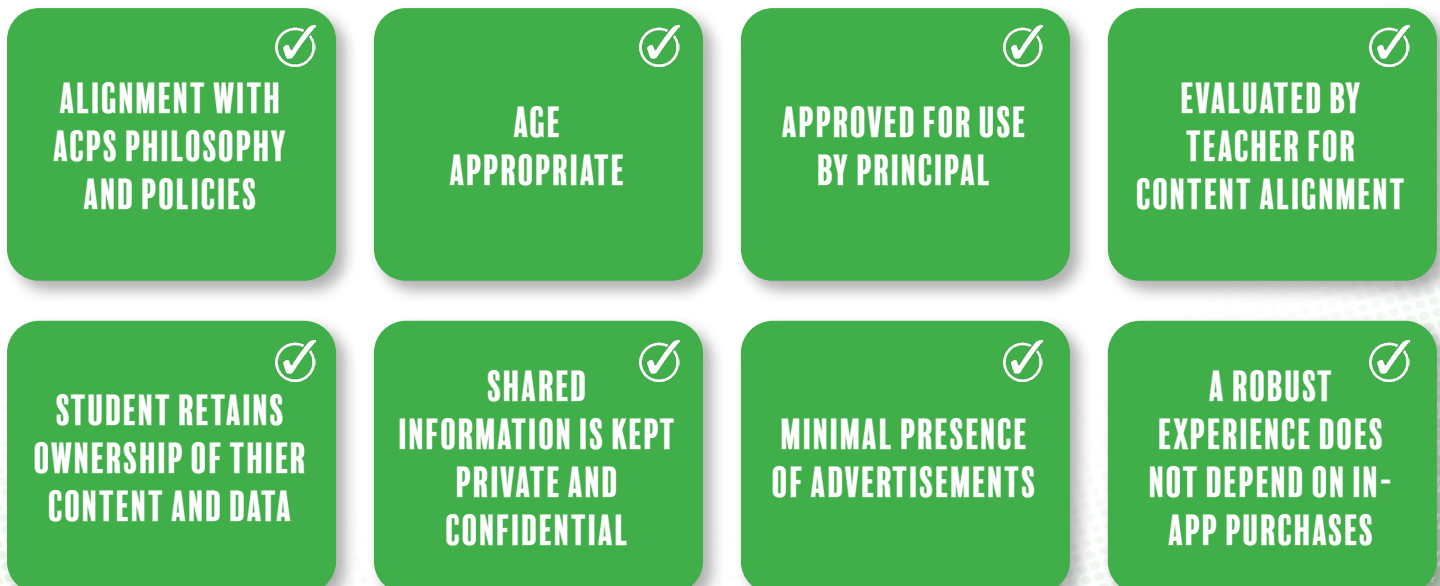 ALIGNMENT WITH
ACPS PHILOSOPHY
AND POLICIES
AGE
APPROPRIATE
APPROVED FOR USE
BY PRINCIPAL
EVALUATED BY
TEACHER FOR
CONTENT ALIGNMENT
STUDENT RETAINS
OWNERSHIP OF THIER
CONTENT AND DATA
SHARED
INFORMATION IS KEPT
PRIVATE AND
CONFIDENTIAL
MINIMAL PRESENCE
OF ADVERTISEMENTS
A ROBUST
EXPERIENCE DOES
NOT DEPEND ON IN-
APP PURCHASES